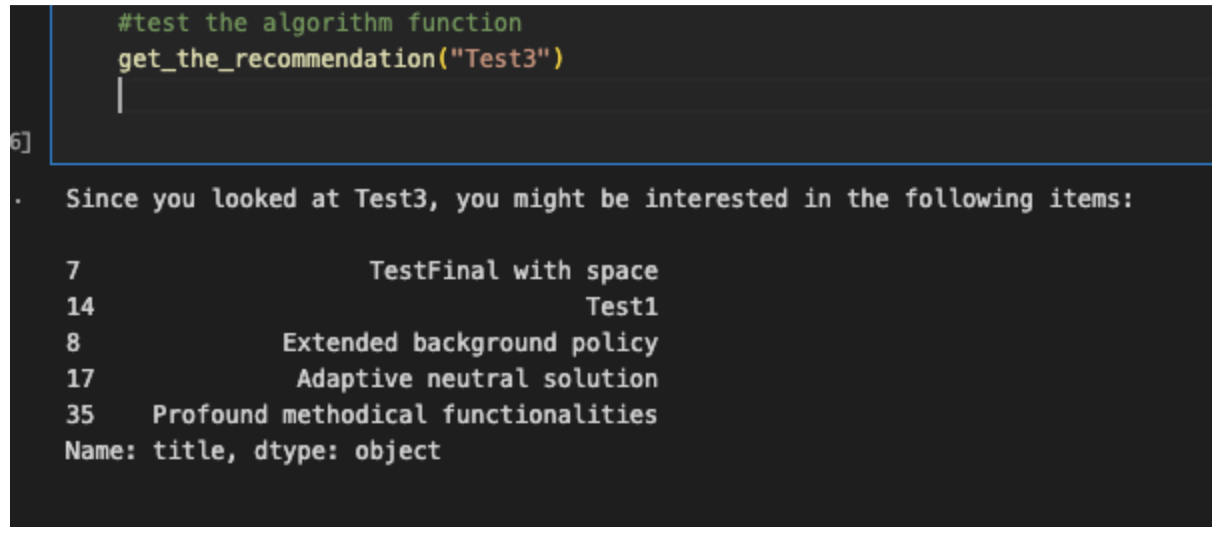 #test the algorithm function
get_the_recommendation("Test3")
6]
Since you looked at Test3, you might be interested in the following items:
7 TestFinal with space
14 Test1
8 Extended background policy
17 Adaptive neutral solution
35 Profound methodical functionalities
Name: title, dtype: object